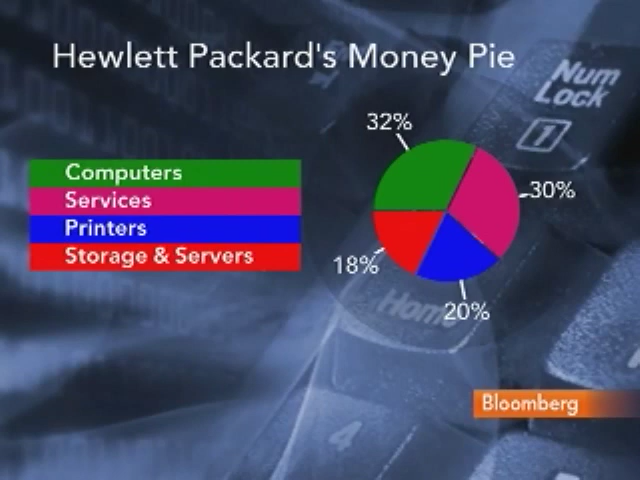 Hewlett Packard's Money Pie
Num
Lock
1
32%
Computers
Services
Printers
Storage & Servers
30%
18%
20%
Home
Bloomberg
4